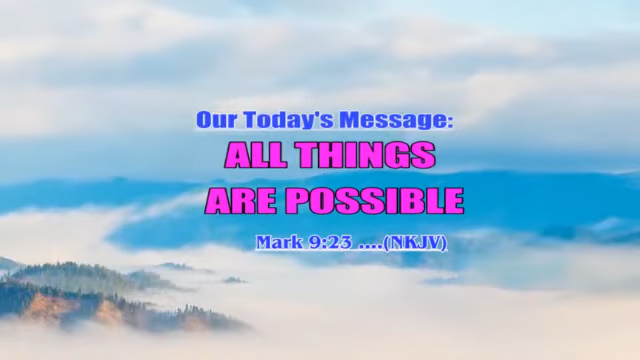 Our Today's Message:
ALL THINGS
ARE POSSIBLE
Mark 9:23 ....(NKJV)